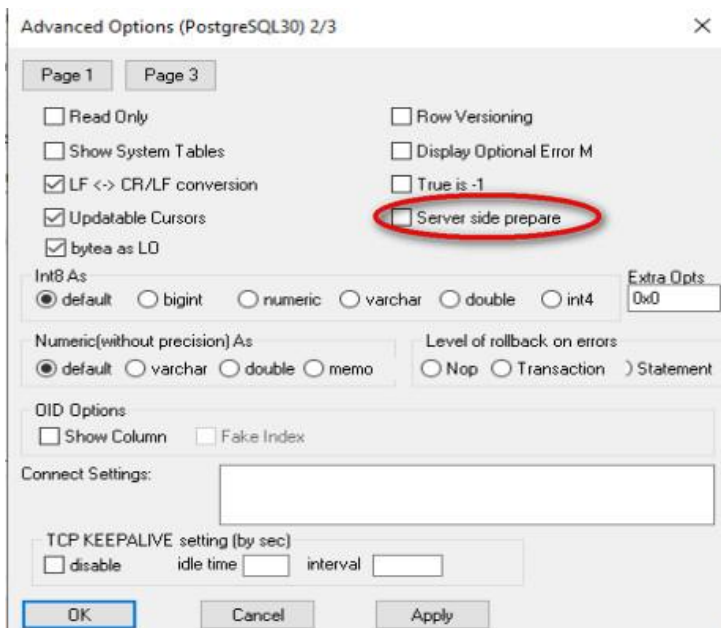 Advanced Options (PostgreSQL30) 2/3
Page 1 Page 3
Read Only Row Versioning
Show System Tables Display Optional Error M
LF <-> CR/LF conversion True is -1
Updatable Cursors Server side prepare
bytea as LO
Int8 As Extra Opts
default bigint numeric varchar double int4 0x0
Numeric(without precision) As Level of rollback on errors
default varchar double memo Nop Transaction Statement
OID Options
Show Column Fake Index
Connect Settings:
TCP KEEPALIVE setting (by sec)
disable idle time interval
OK Cancel Apply